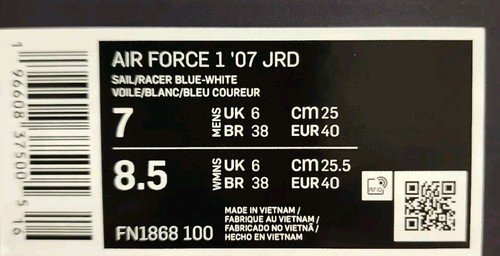 AIR FORCE 1 '07 JRD
SAIL/RACER BLUE-WHITE
VOILE/BLANC/BLEU COUREUR
7 MENS UK 6 CM 25
BR 38 EUR 40
8.5 WMNS UK 6 CM 25.5
BR 38 EUR 40
MADE IN VIETNAM /
FABRIQUE AU VIETNAM /
FABRICADO NO VIETNÃ /
HECHO EN VIETNAM
FN1868 100
RFID
1 96608 37500 5 16